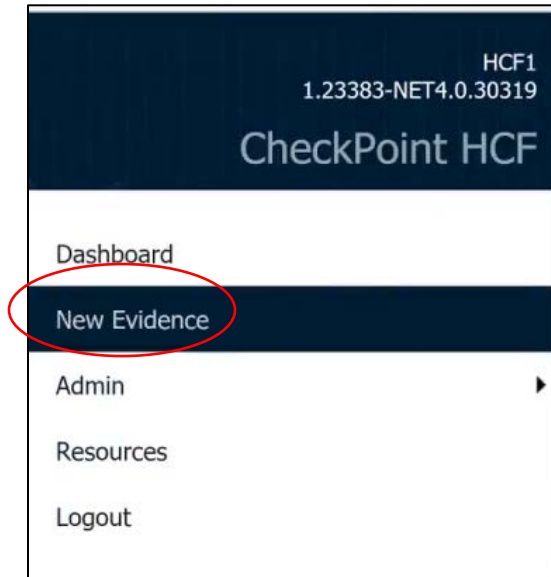 HCF1
1.23383-NET4.0.30319
CheckPoint HCF
Dashboard
New Evidence
Admin
Resources
Logout